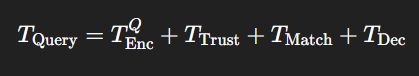 T_Query = T_Enc^Q + T_Trust + T_Match + T_Dec